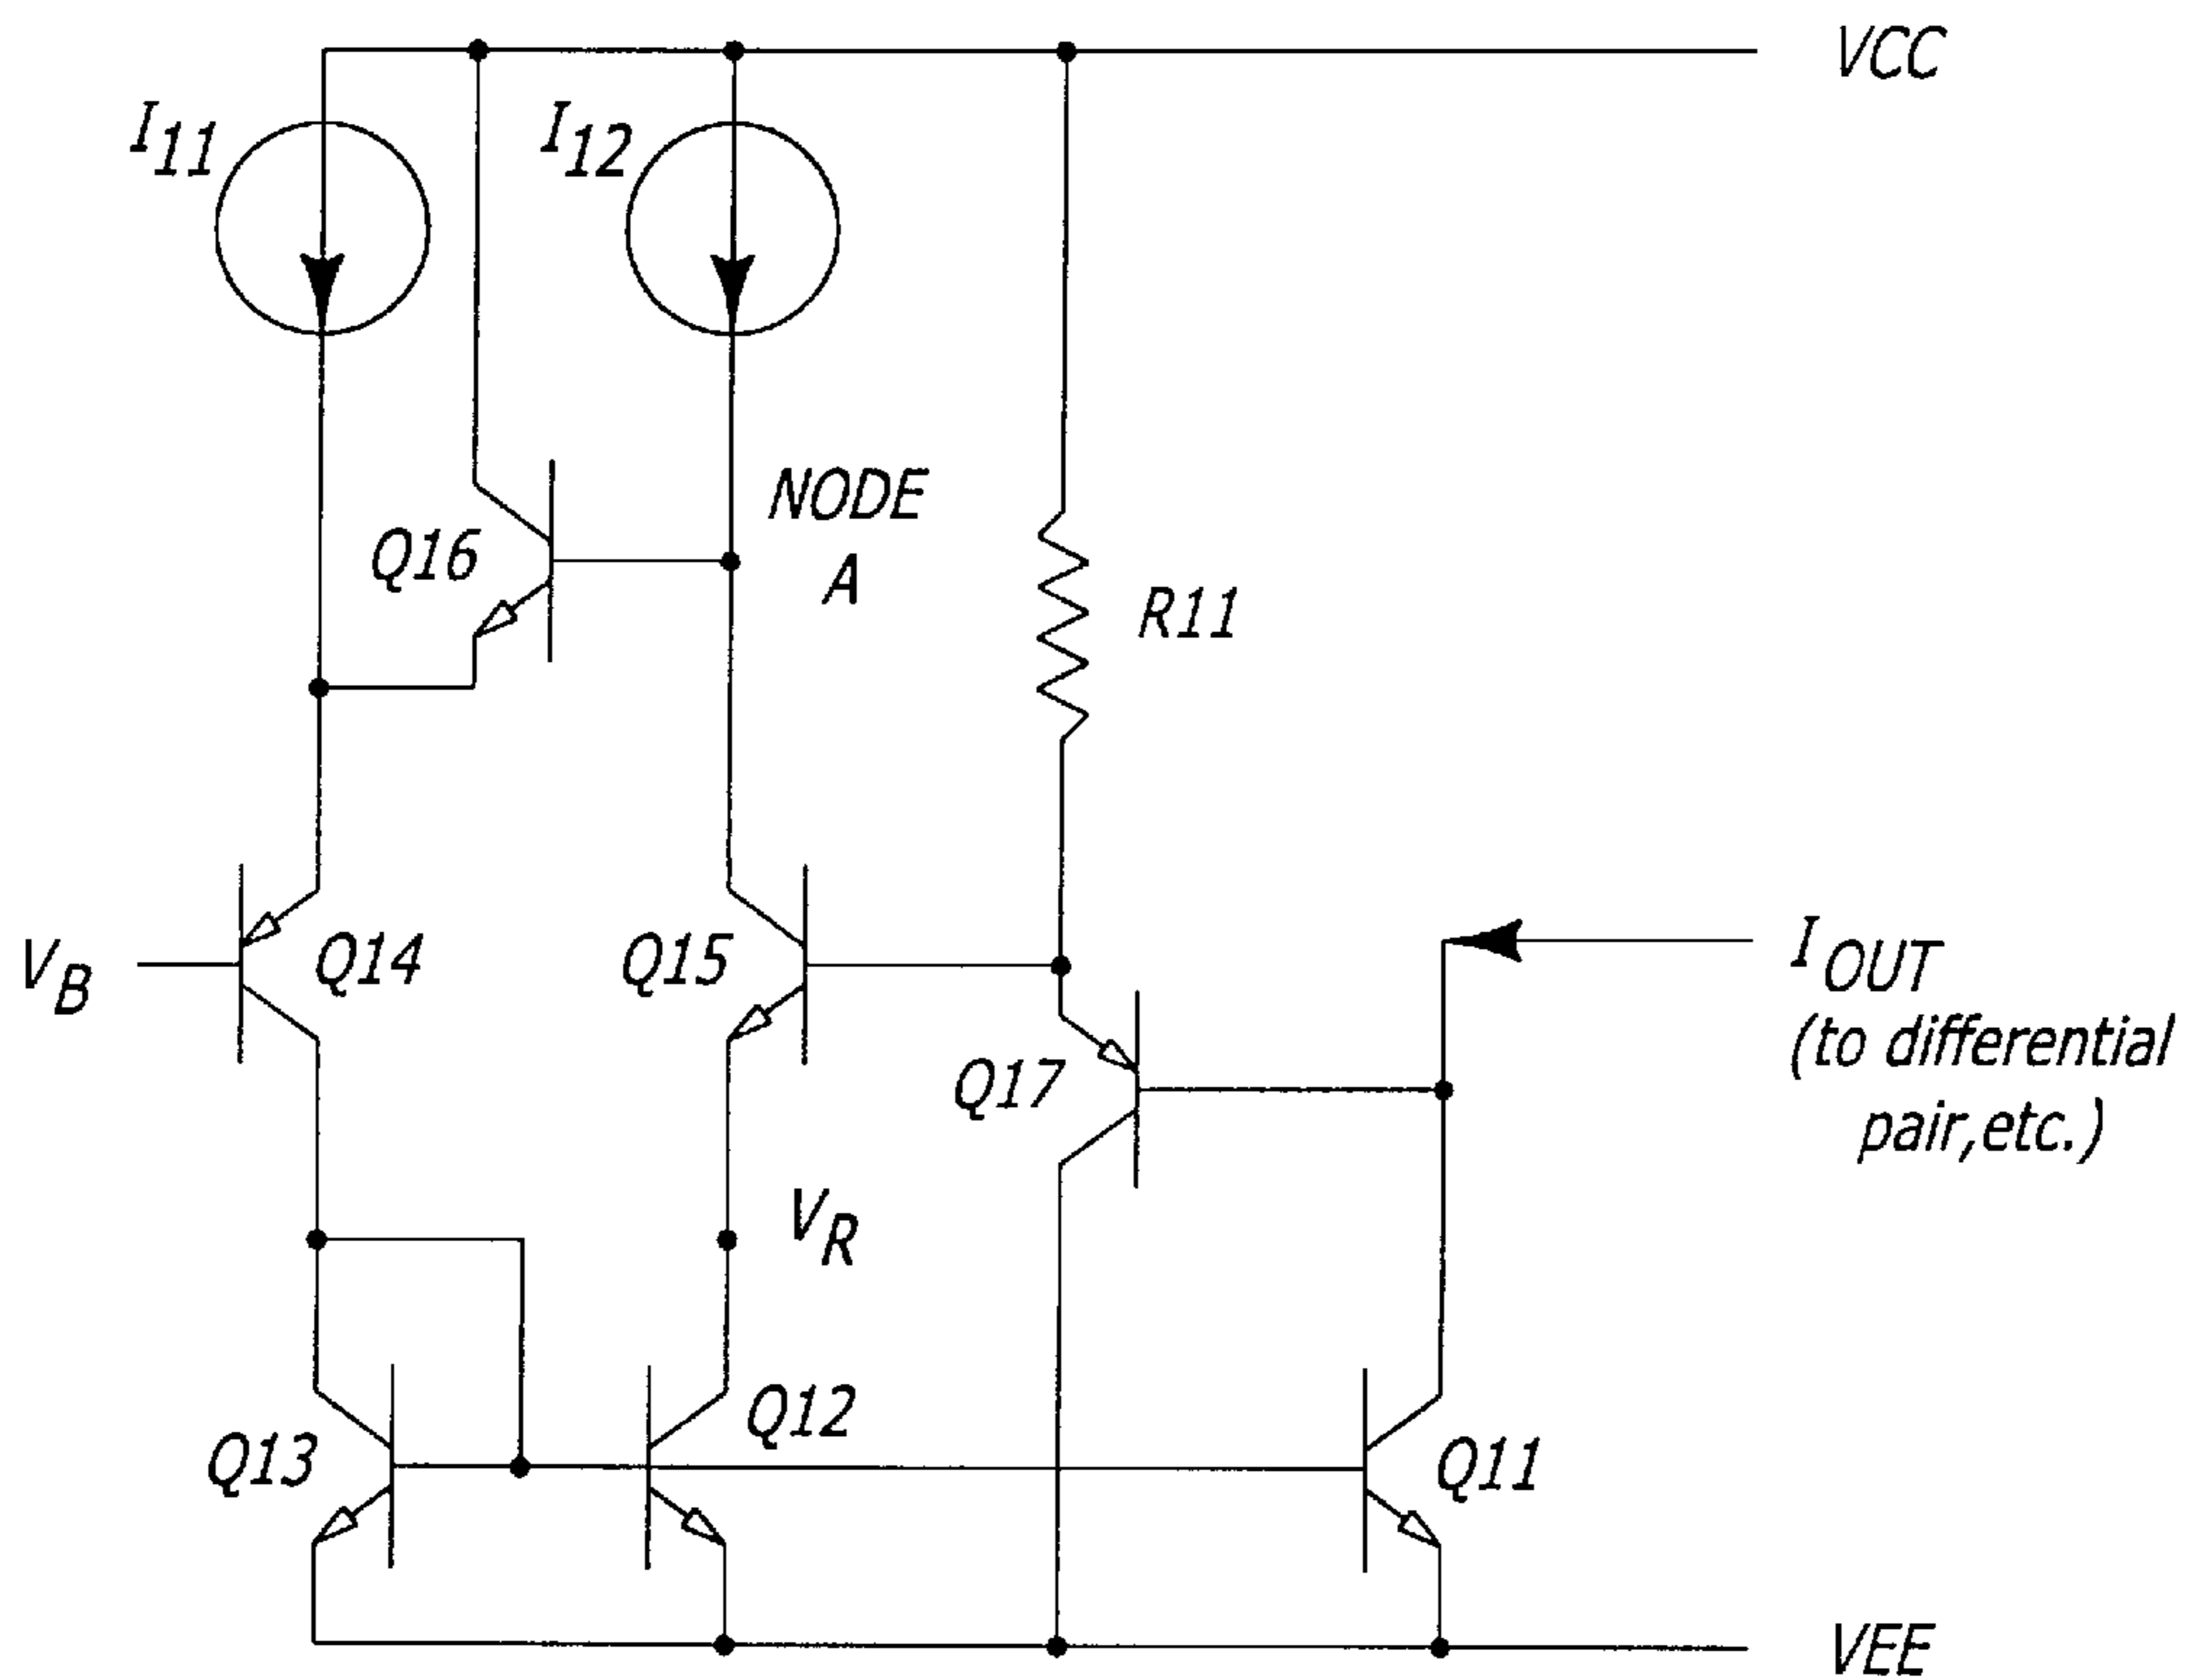 VCC
I11
I12
NODE
A
Q16
R11
VB
Q14
Q15
IOUT
(to differential
pair,etc.)
Q17
VR
Q13
Q12
Q11
VEE